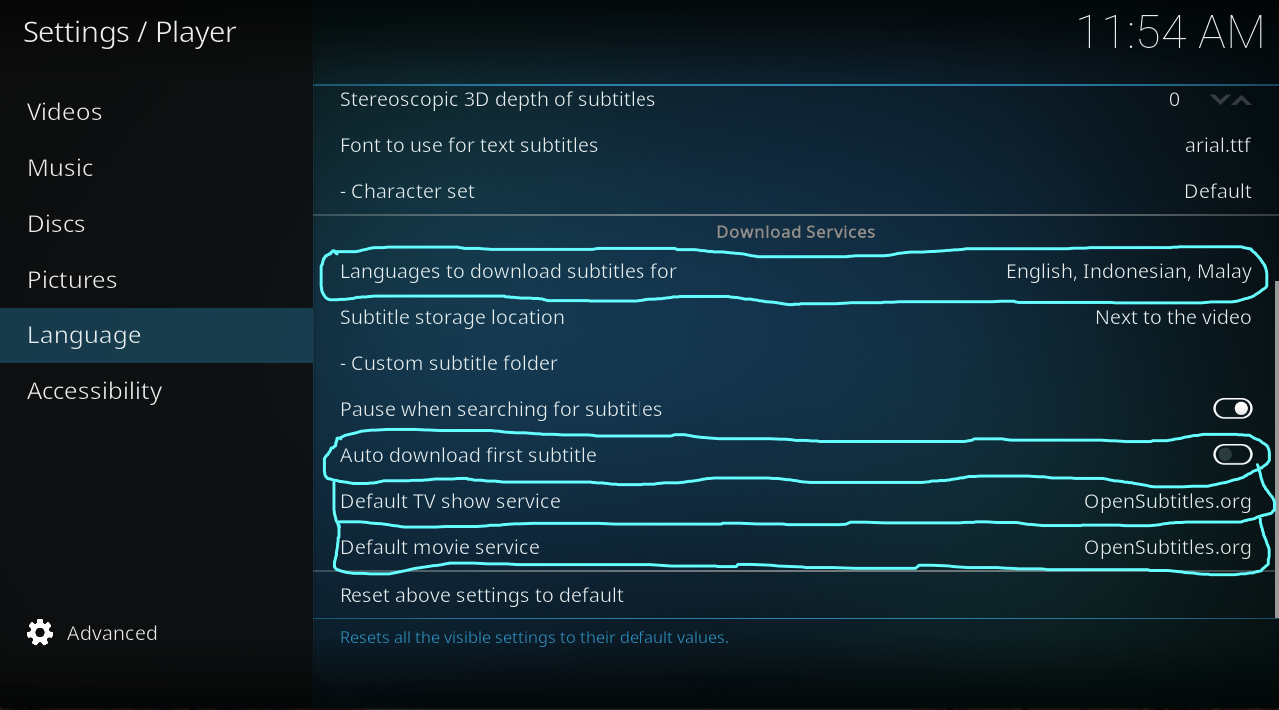 Settings / Player
11:54 AM
Videos
Music
Discs
Pictures
Language
Accessibility
Advanced
Stereoscopic 3D depth of subtitles 0
Font to use for text subtitles arial.ttf
- Character set Default
Download Services
Languages to download subtitles for English, Indonesian, Malay
Subtitle storage location Next to the video
- Custom subtitle folder
Pause when searching for subtitles
Auto download first subtitle
Default TV show service OpenSubtitles.org
Default movie service OpenSubtitles.org
Reset above settings to default
Resets all the visible settings to their default values.